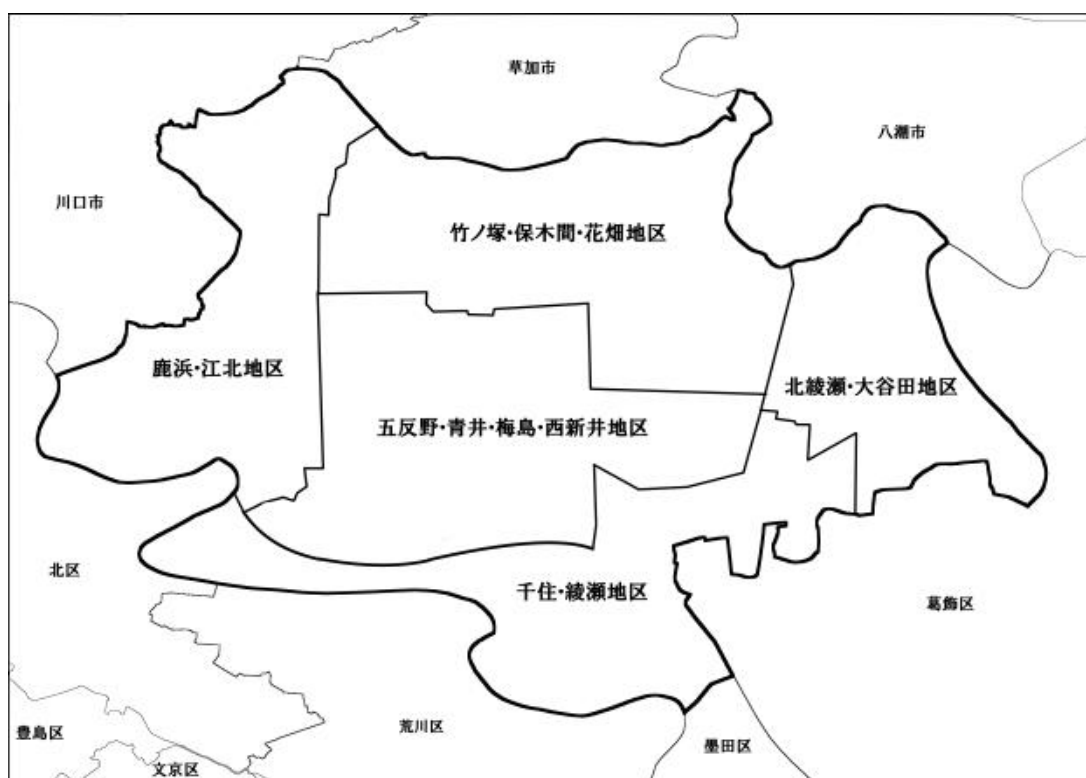 草加市
八潮市
川口市
竹ノ塚・保木間・花畑地区
鹿浜・江北地区
北綾瀬・大谷田地区
五反野・青井・梅島・西新井地区
北区
千住・綾瀬地区
葛飾区
豊島区
荒川区
墨田区
文京区